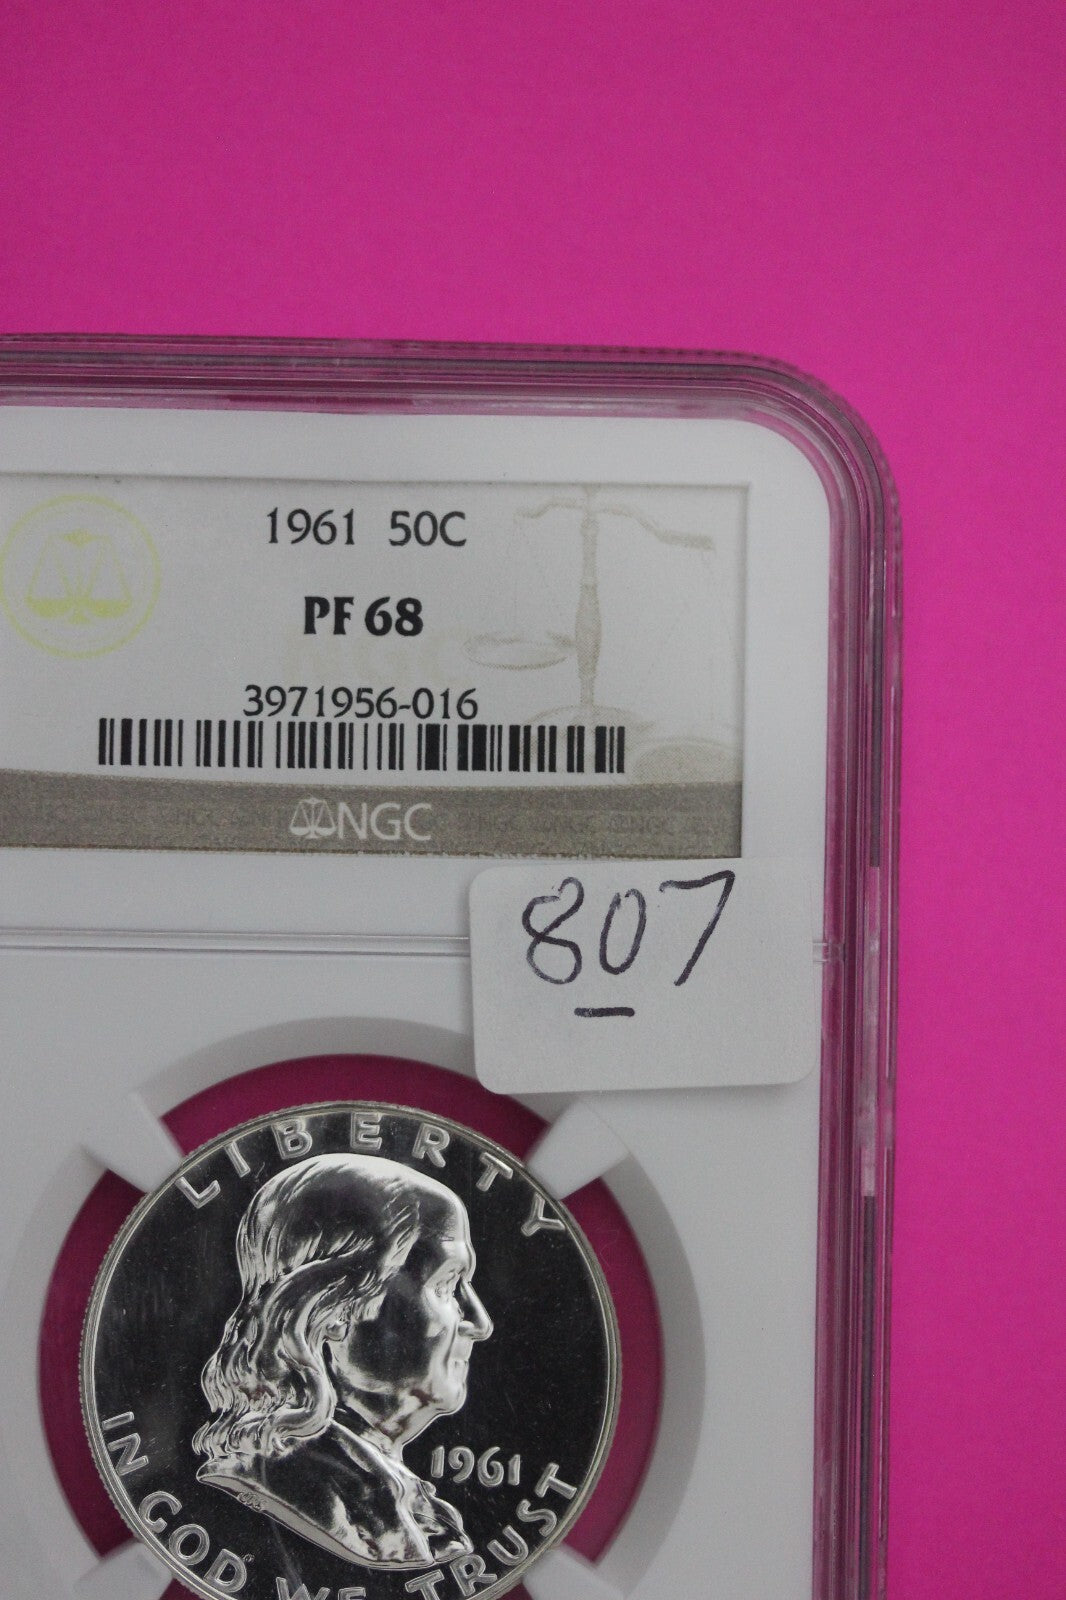 1961 50C
PF 68
3971956-016
NGC
807
LIBERTY
1961
IN GOD WE TRUST